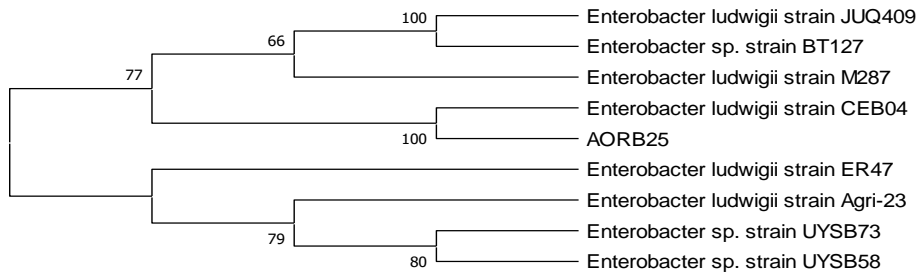 100
Enterobacter ludwigii strain JUQ409
66
Enterobacter sp. strain BT127
77
Enterobacter ludwigii strain M287
Enterobacter ludwigii strain CEB04
100
AORB25
Enterobacter ludwigii strain ER47
Enterobacter ludwigii strain Agri-23
79
Enterobacter sp. strain UYSB73
80
Enterobacter sp. strain UYSB58